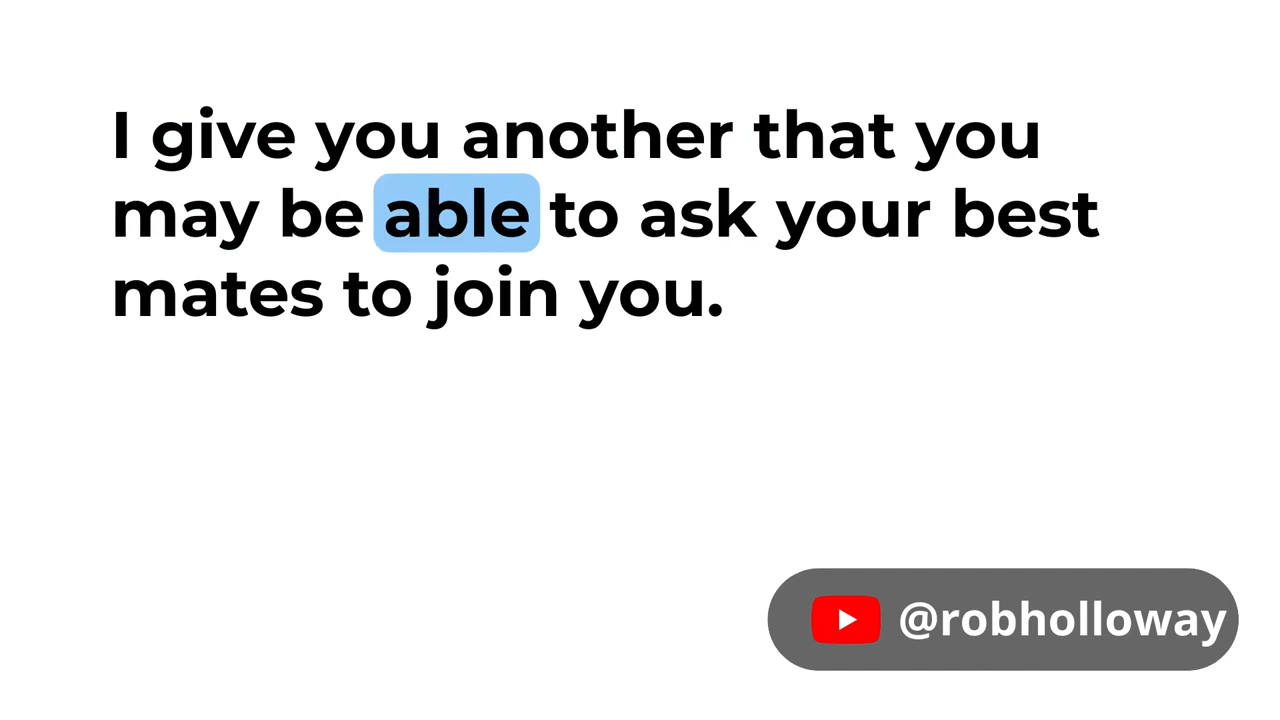 I give you another that you
may be able to ask your best
mates to join you.
@robholloway